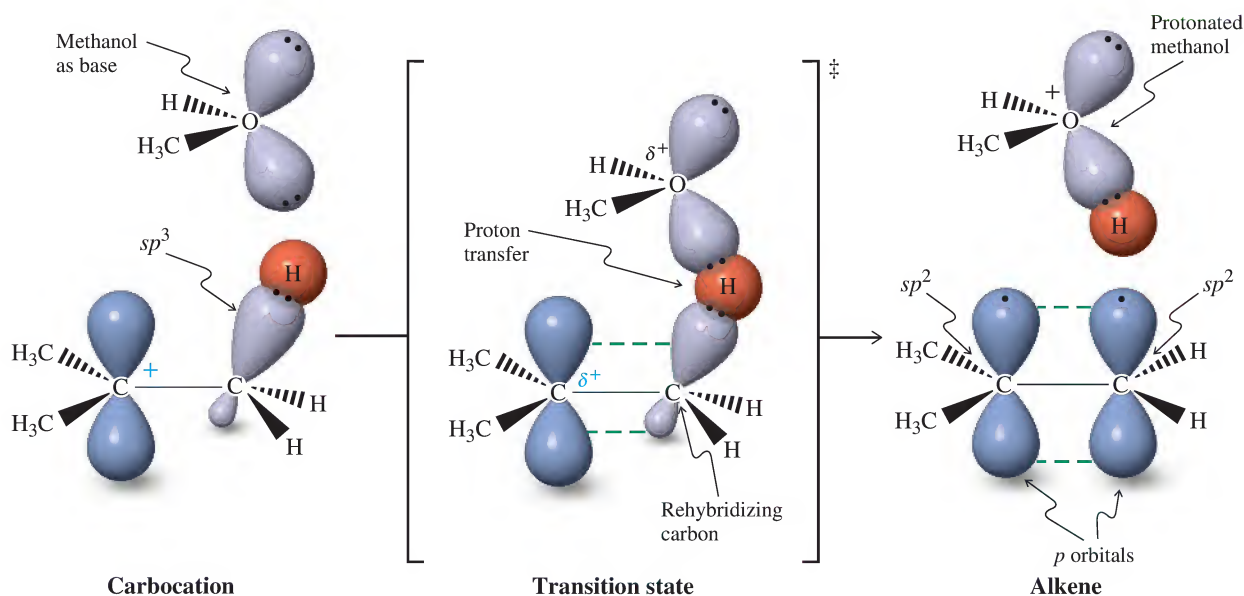 Methanol
as base
H
O
H₃C
sp³
H
H₃C
+
C
C
H₃C
H
H
‡
δ⁺
H
O
H₃C
Proton
transfer
H
H₃C
C
δ⁺
C
H₃C
H
H
Rehybridizing
carbon
Protonated
methanol
+
H
O
H₃C
H
sp²
sp²
H₃C
H
C
C
H₃C
H
p orbitals
Carbocation
Transition state
Alkene